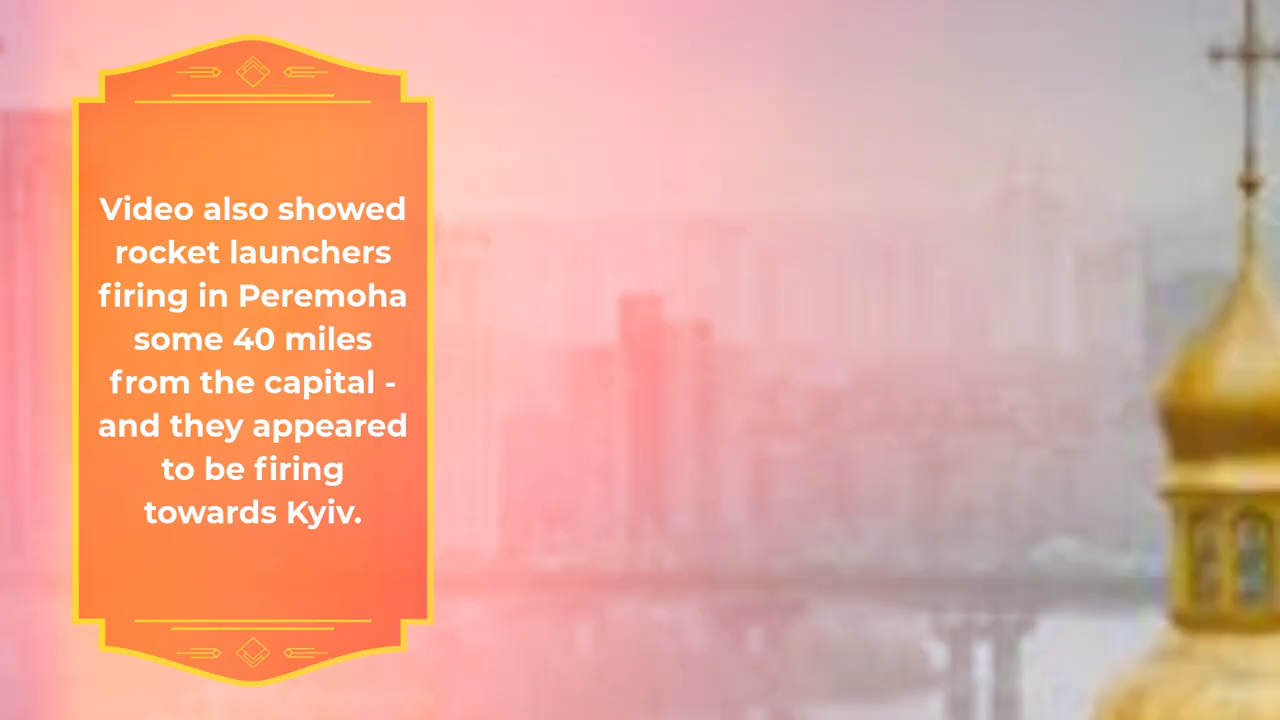 Video also showed
rocket launchers
firing in Peremoha
some 40 miles
from the capital -
and they appeared
to be firing
towards Kyiv.